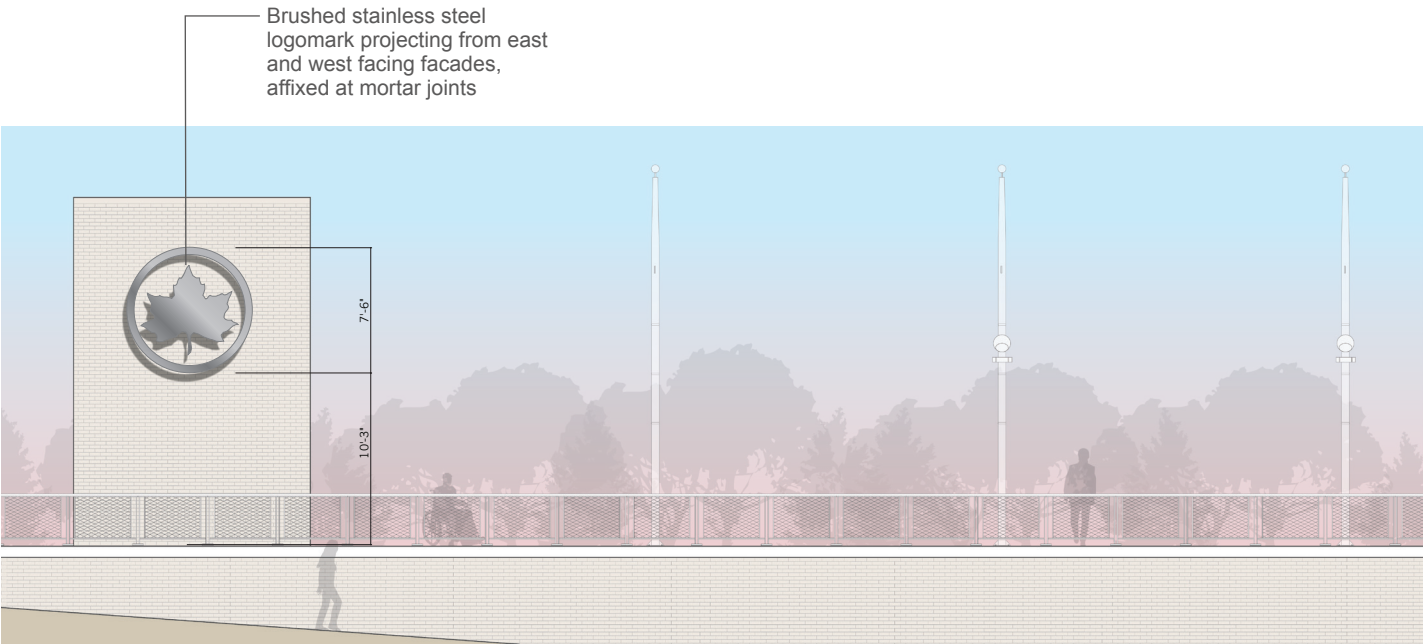 Brushed stainless steel
logomark projecting from east
and west facing facades,
affixed at mortar joints
7'-6"
10'-3"